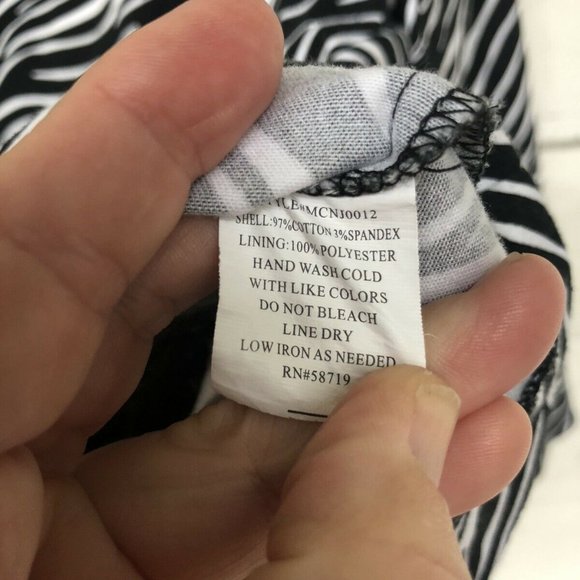 STYLE#MCNJ0012
SHELL:97%COTTON 3%SPANDEX
LINING:100%POLYESTER
HAND WASH COLD
WITH LIKE COLORS
DO NOT BLEACH
LINE DRY
LOW IRON AS NEEDED
RN#58719